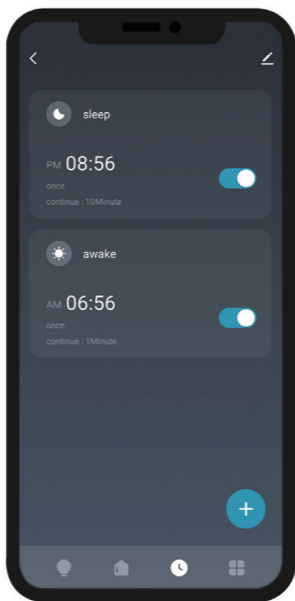 sleep
PM 08:56
once
continue : 10Minute
awake
AM 06:56
once
continue : 1Minute